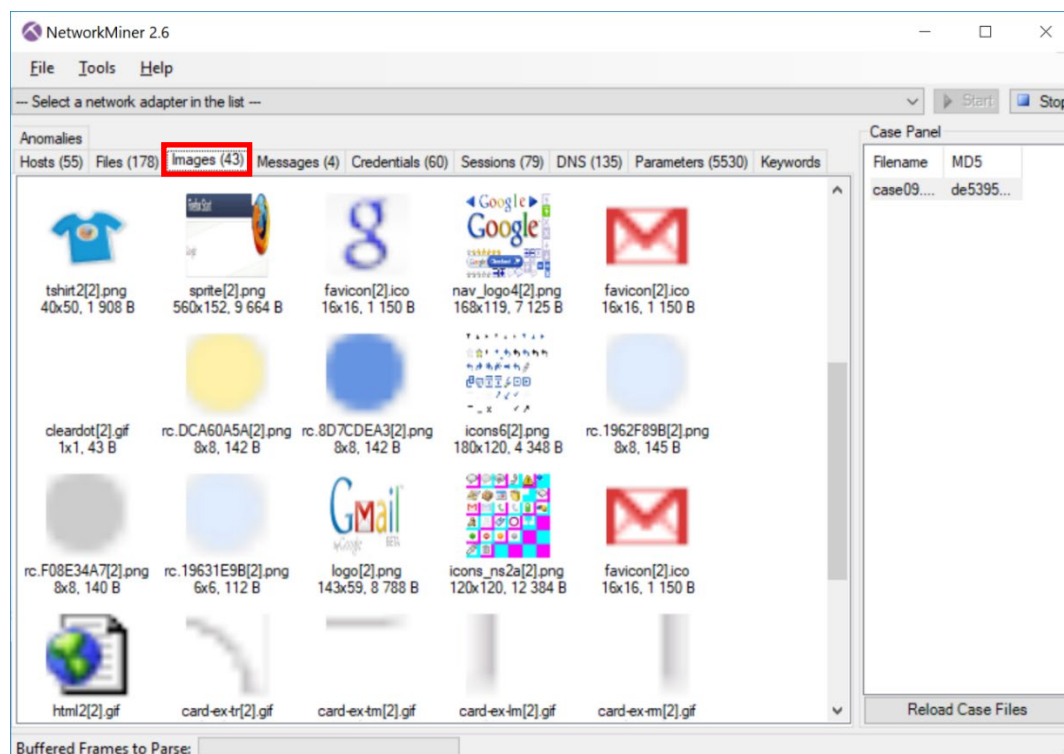 NetworkMiner 2.6
File Tools Help
--- Select a network adapter in the list ---
Start Stop
Anomalies
Hosts (55) Files (178) Images (43) Messages (4) Credentials (60) Sessions (79) DNS (135) Parameters (5530) Keywords
Case Panel
Filename MD5
case09.... de5395...
Firefox Start
Google
Google
tshirt2[2].png sprite[2].png favicon[2].ico nav_logo4[2].png favicon[2].ico
40x50, 1 908 B 560x152, 9 664 B 16x16, 1 150 B 168x119, 7 125 B 16x16, 1 150 B
cleardot[2].gif rc.DCA60A5A[2].png rc.8D7CDEA3[2].png icons6[2].png rc.1962F89B[2].png
1x1, 43 B 8x8, 142 B 8x8, 142 B 180x120, 4 348 B 8x8, 145 B
GMail
by Google BETA
rc.F08E34A7[2].png rc.19631E9B[2].png logo[2].png icons_ns2a[2].png favicon[2].ico
8x8, 140 B 6x6, 112 B 143x59, 8 788 B 120x120, 12 384 B 16x16, 1 150 B
html2[2].gif card-ex-tr[2].gif card-ex-tm[2].gif card-ex-lm[2].gif card-ex-rm[2].gif
Reload Case Files
Buffered Frames to Parse: